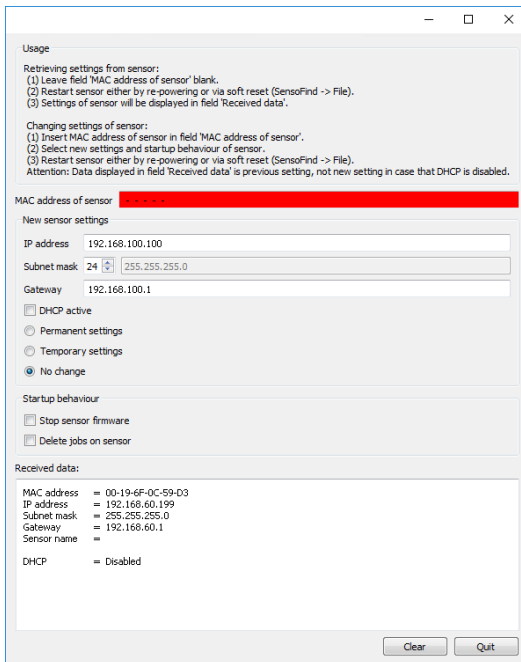 Usage
Retrieving settings from sensor:
(1) Leave field 'MAC address of sensor' blank.
(2) Restart sensor either by re-powering or via soft reset (SensoFind -> File).
(3) Settings of sensor will be displayed in field 'Received data'.
Changing settings of sensor:
(1) Insert MAC address of sensor in field 'MAC address of sensor'.
(2) Select new settings and startup behaviour of sensor.
(3) Restart sensor either by re-powering or via soft reset (SensoFind -> File).
Attention: Data displayed in field 'Received data' is previous setting, not new setting in case that DHCP is disabled.
MAC address of sensor - - - - -
New sensor settings
IP address 192.168.100.100
Subnet mask 24 255.255.255.0
Gateway 192.168.100.1
DHCP active
Permanent settings
Temporary settings
No change
Startup behaviour
Stop sensor firmware
Delete jobs on sensor
Received data:
MAC address = 00-19-6F-0C-59-D3
IP address = 192.168.60.199
Subnet mask = 255.255.255.0
Gateway = 192.168.60.1
Sensor name =
DHCP = Disabled
Clear Quit